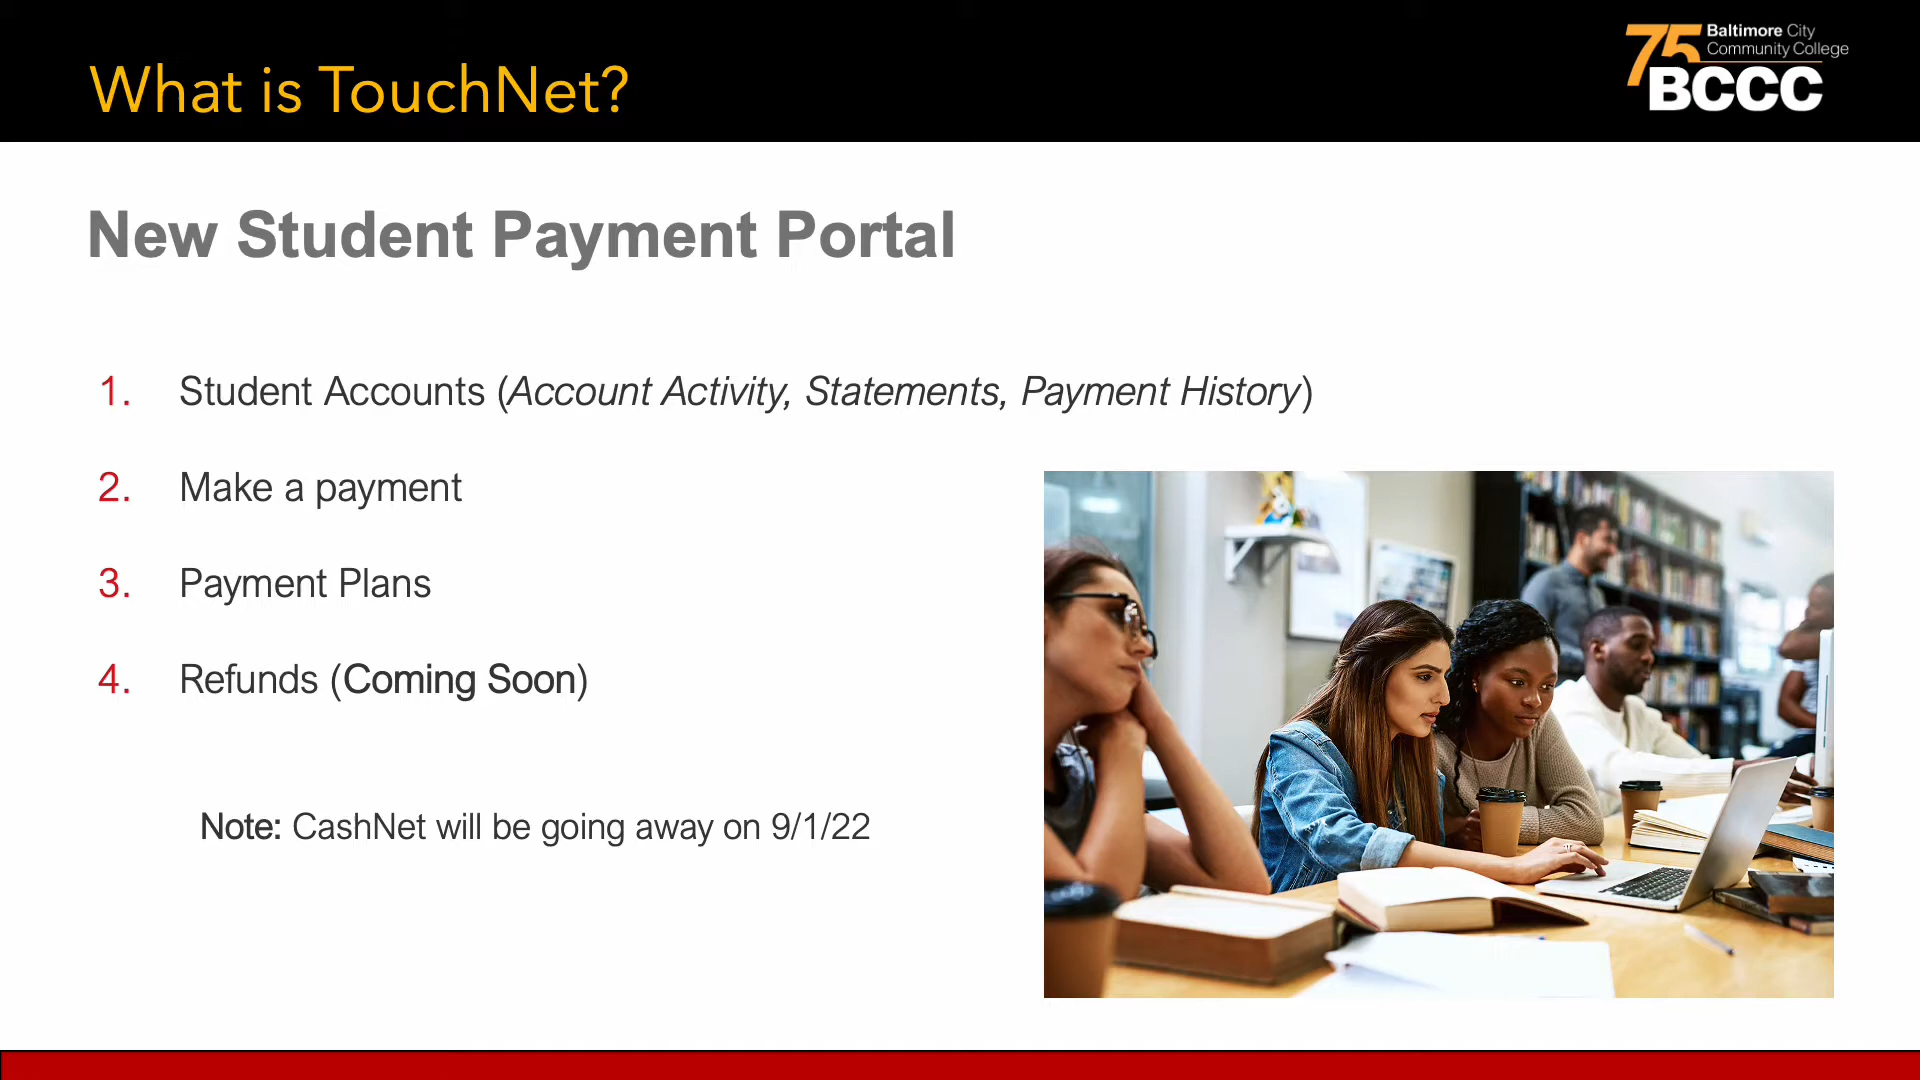 What is TouchNet?
75 Baltimore City
Community College
BCCC
New Student Payment Portal
1. Student Accounts (Account Activity, Statements, Payment History)
2. Make a payment
3. Payment Plans
4. Refunds (Coming Soon)
Note: CashNet will be going away on 9/1/22